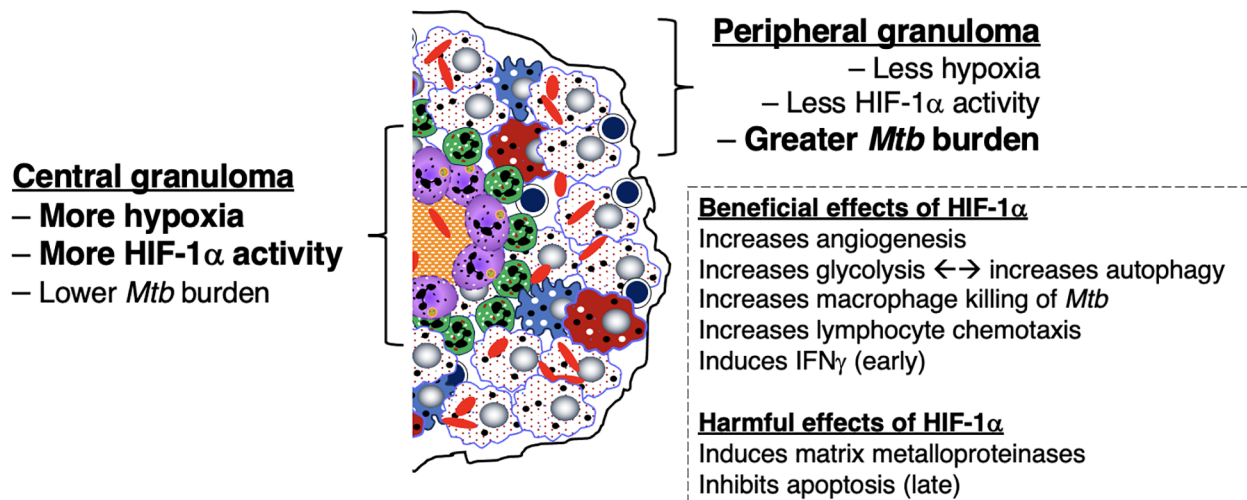 Peripheral granuloma
– Less hypoxia
– Less HIF-1α activity
– Greater Mtb burden
Central granuloma
– More hypoxia
– More HIF-1α activity
– Lower Mtb burden
Beneficial effects of HIF-1α
Increases angiogenesis
Increases glycolysis ←→ increases autophagy
Increases macrophage killing of Mtb
Increases lymphocyte chemotaxis
Induces IFNγ (early)
Harmful effects of HIF-1α
Induces matrix metalloproteinases
Inhibits apoptosis (late)